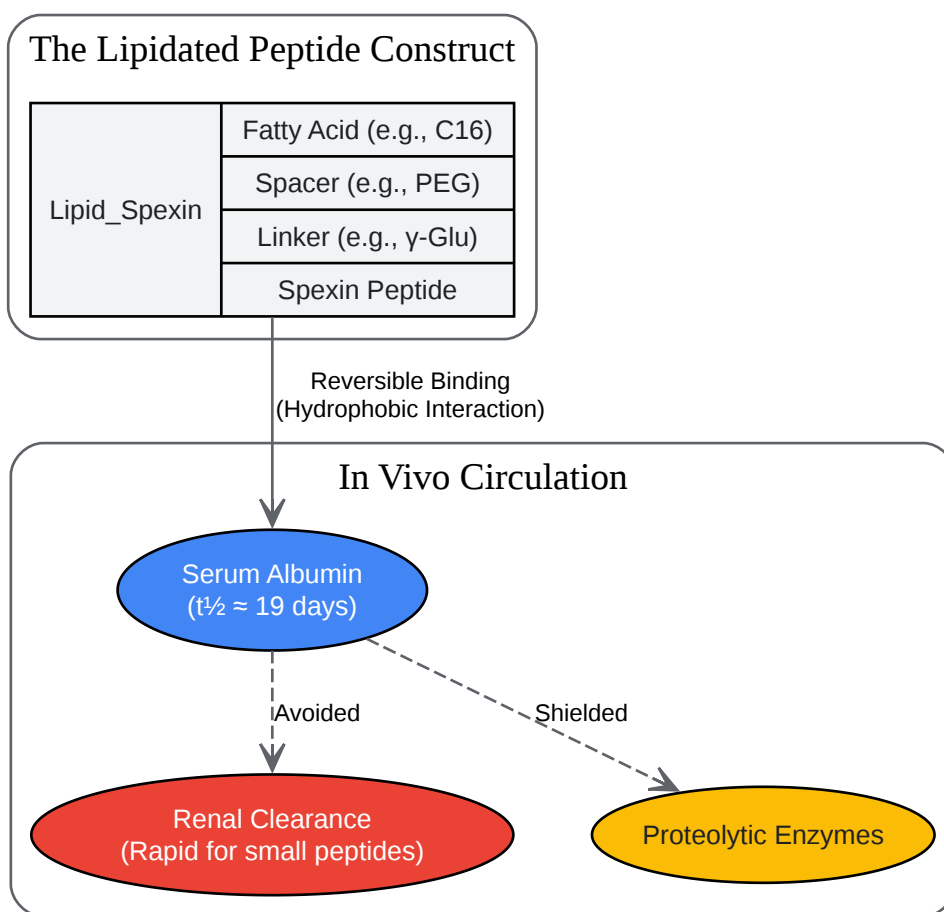 The Lipidated Peptide Construct
Lipid_Spexin
Fatty Acid (e.g., C16)
Spacer (e.g., PEG)
Linker (e.g., γ-Glu)
Spexin Peptide
Reversible Binding
(Hydrophobic Interaction)
In Vivo Circulation
Serum Albumin
(t½ ≈ 19 days)
Avoided
Shielded
Renal Clearance
(Rapid for small peptides)
Proteolytic Enzymes